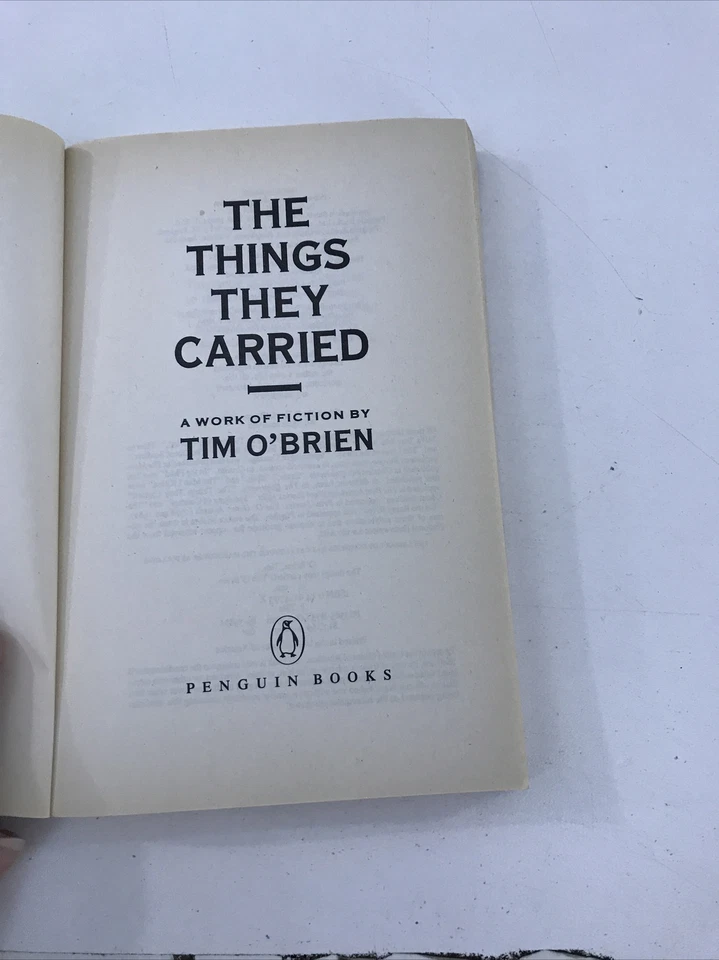 THE
THINGS
THEY
CARRIED
A WORK OF FICTION BY
TIM O'BRIEN
PENGUIN BOOKS